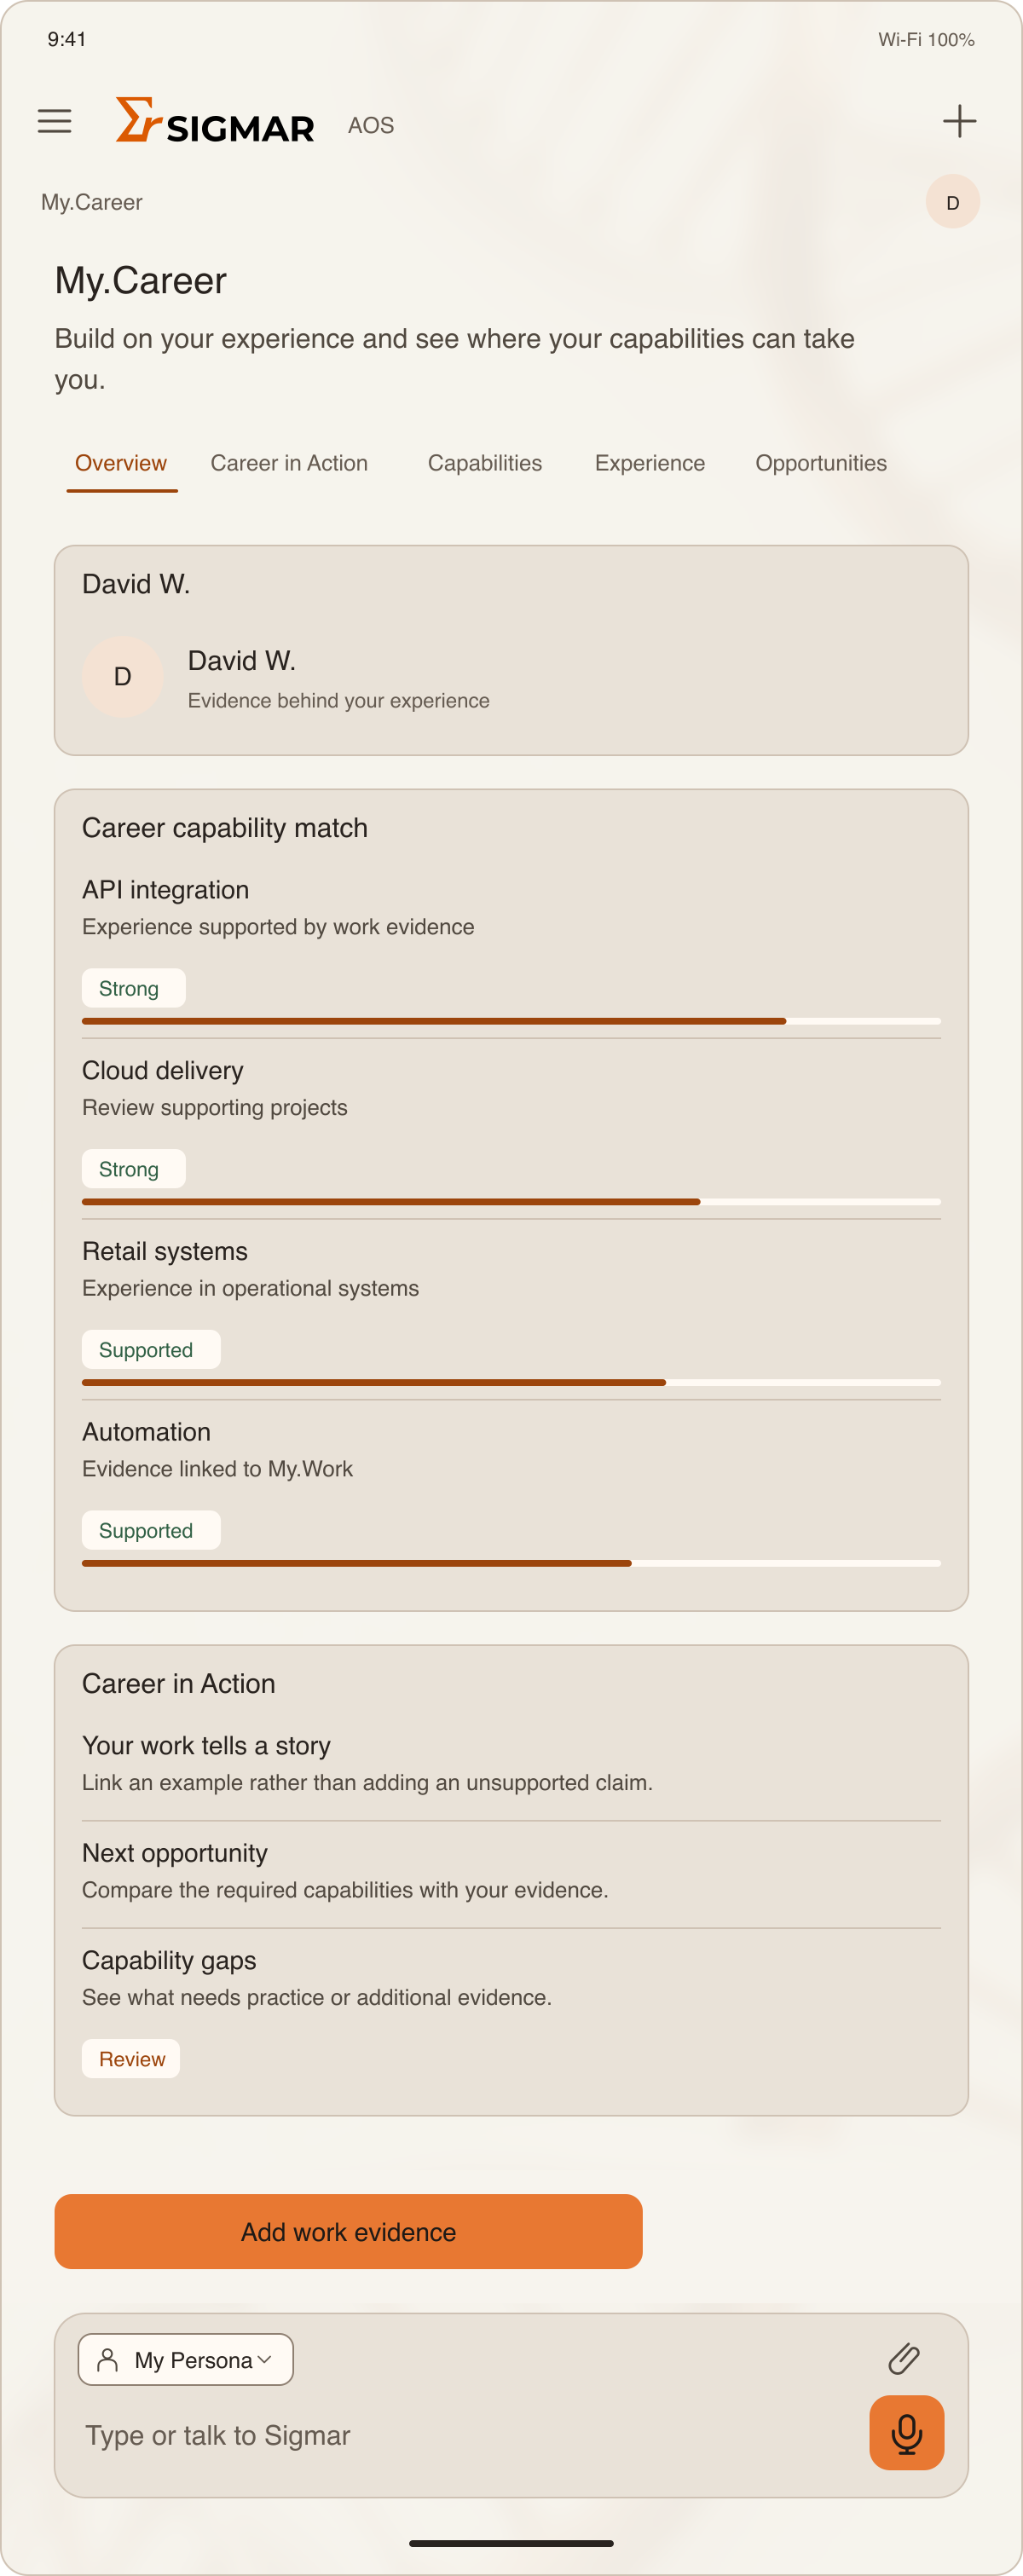 9:41
Wi-Fi 100%
Σr SIGMAR AOS
My.Career
D
My.Career
Build on your experience and see where your capabilities can take
you.
Overview Career in Action Capabilities Experience Opportunities
David W.
D
David W.
Evidence behind your experience
Career capability match
API integration
Experience supported by work evidence
Strong
Cloud delivery
Review supporting projects
Strong
Retail systems
Experience in operational systems
Supported
Automation
Evidence linked to My.Work
Supported
Career in Action
Your work tells a story
Link an example rather than adding an unsupported claim.
Next opportunity
Compare the required capabilities with your evidence.
Capability gaps
See what needs practice or additional evidence.
Review
Add work evidence
My Persona
Type or talk to Sigmar